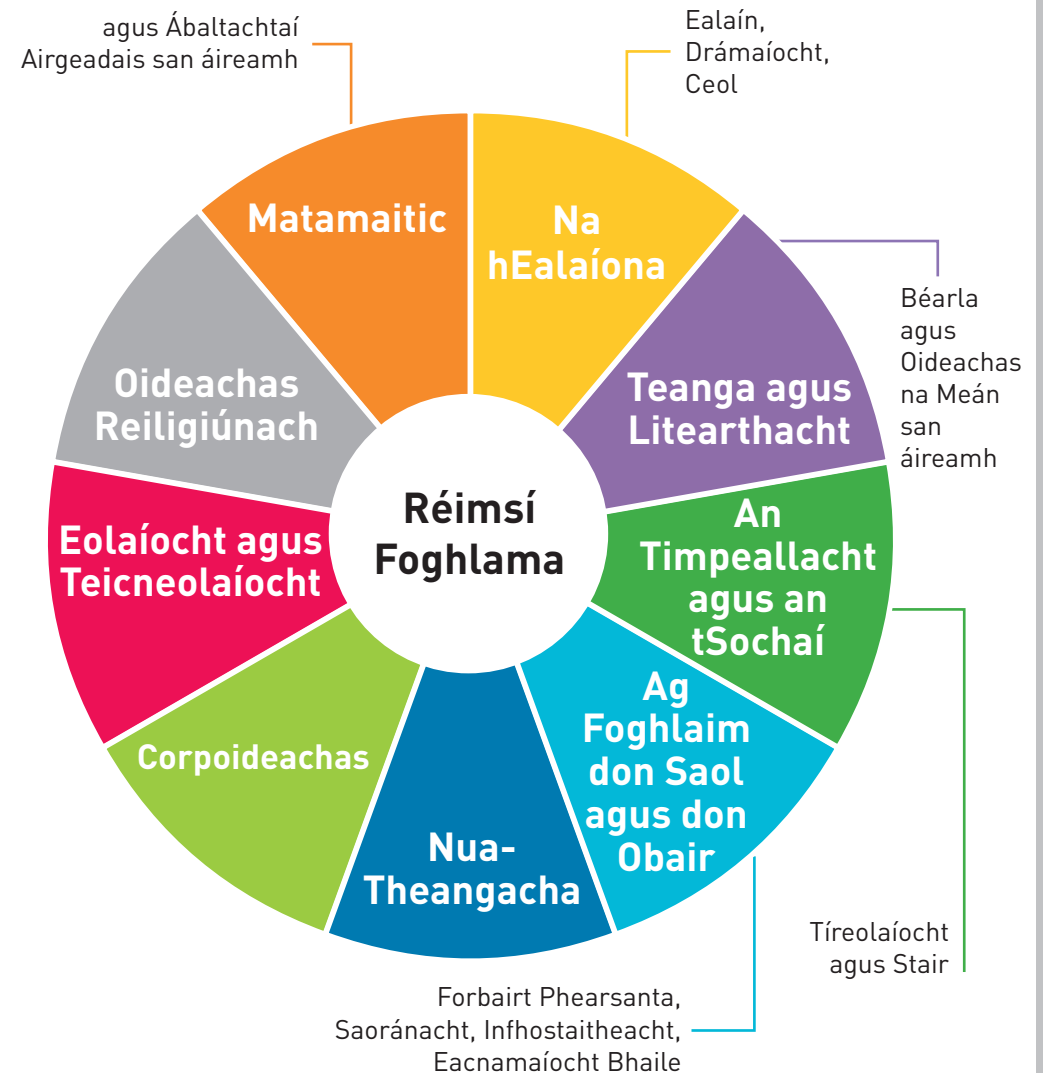 agus Ábaltachtaí
Airgeadais san áireamh
Ealaín,
Drámaíocht,
Ceol
Matamaitic
Na
hEalaíona
Béarla
agus
Oideachas
na Meán
san
áireamh
Teanga agus
Litearthacht
Oideachas
Reiligiúnach
Réimsí
Foghlama
An
Timpeallacht
agus an
tSochaí
Eolaíocht agus
Teicneolaíocht
Ag
Foghlaim
don Saol
agus don
Obair
Corpoideachas
Nua-
Theangacha
Tíreolaíocht
agus Stair
Forbairt Phearsanta,
Saoránacht, Infhostaitheacht,
Eacnamaíocht Bhaile